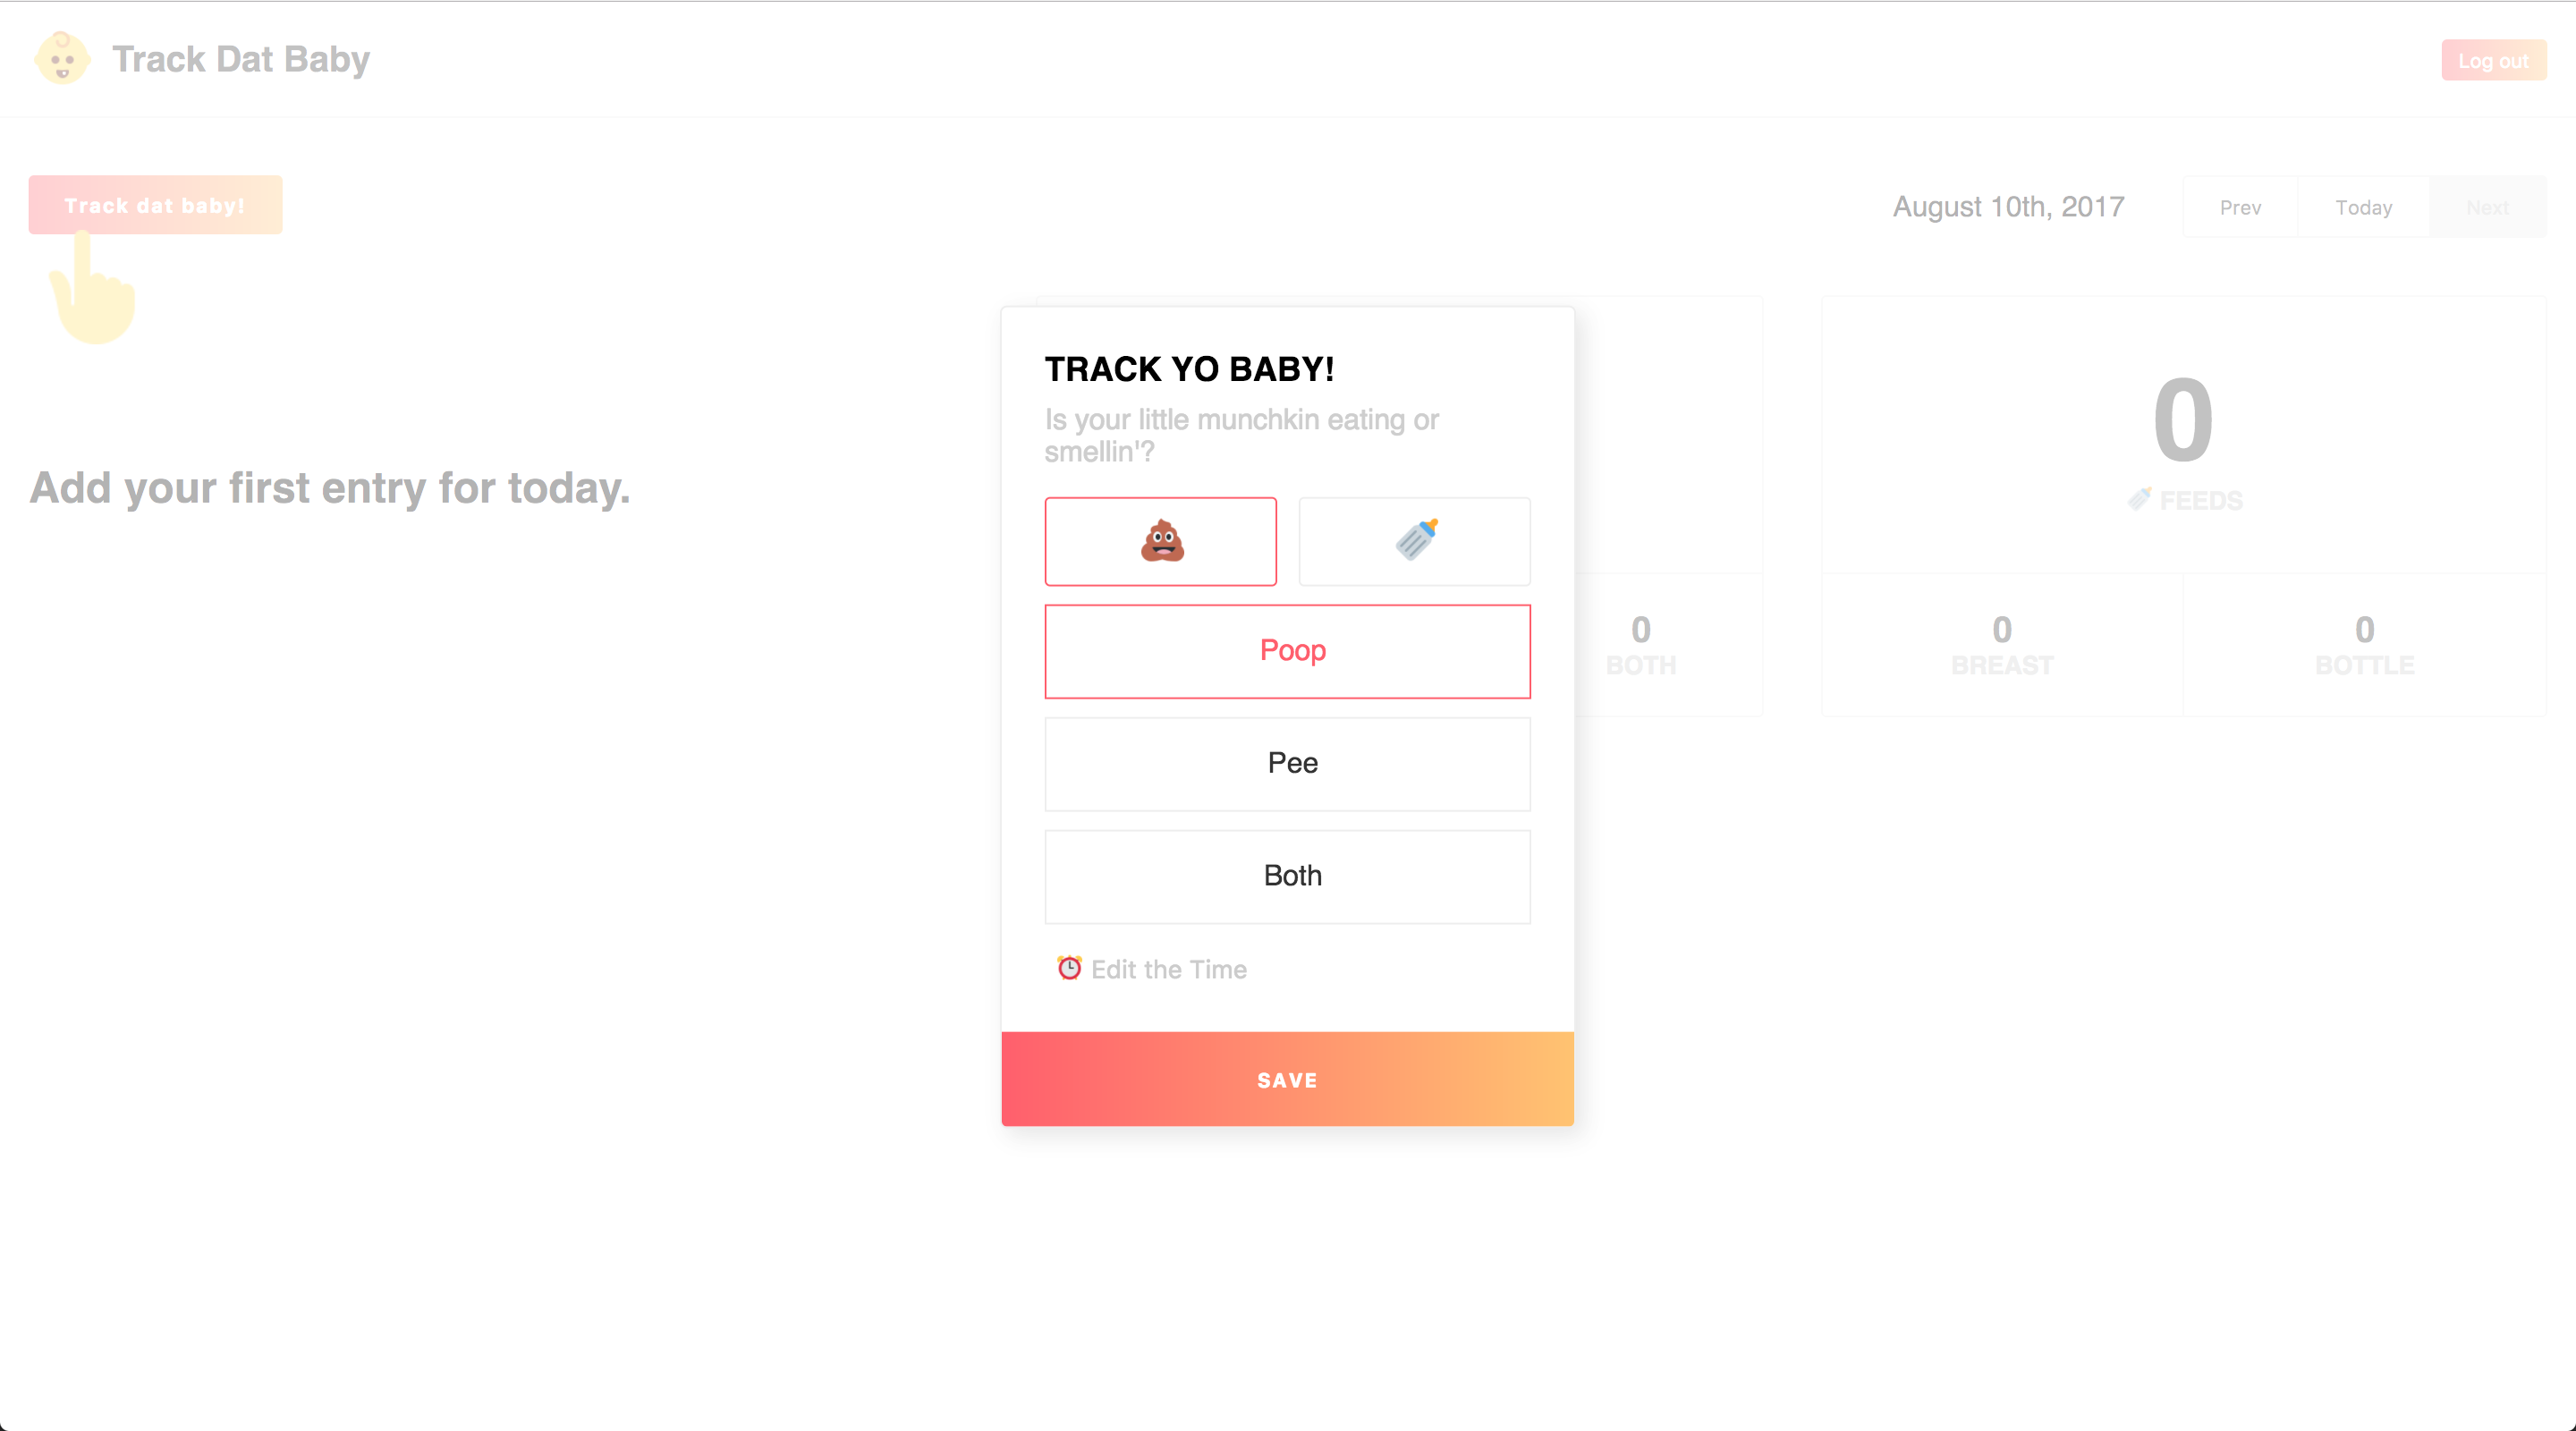 Track Dat Baby
Log out
Track dat baby!
August 10th, 2017
Prev
Today
Next
Add your first entry for today.
TRACK YO BABY!
Is your little munchkin eating or
smellin'?
Poop
Pee
Both
Edit the Time
SAVE
0
BOTH
0
FEEDS
0
BREAST
0
BOTTLE